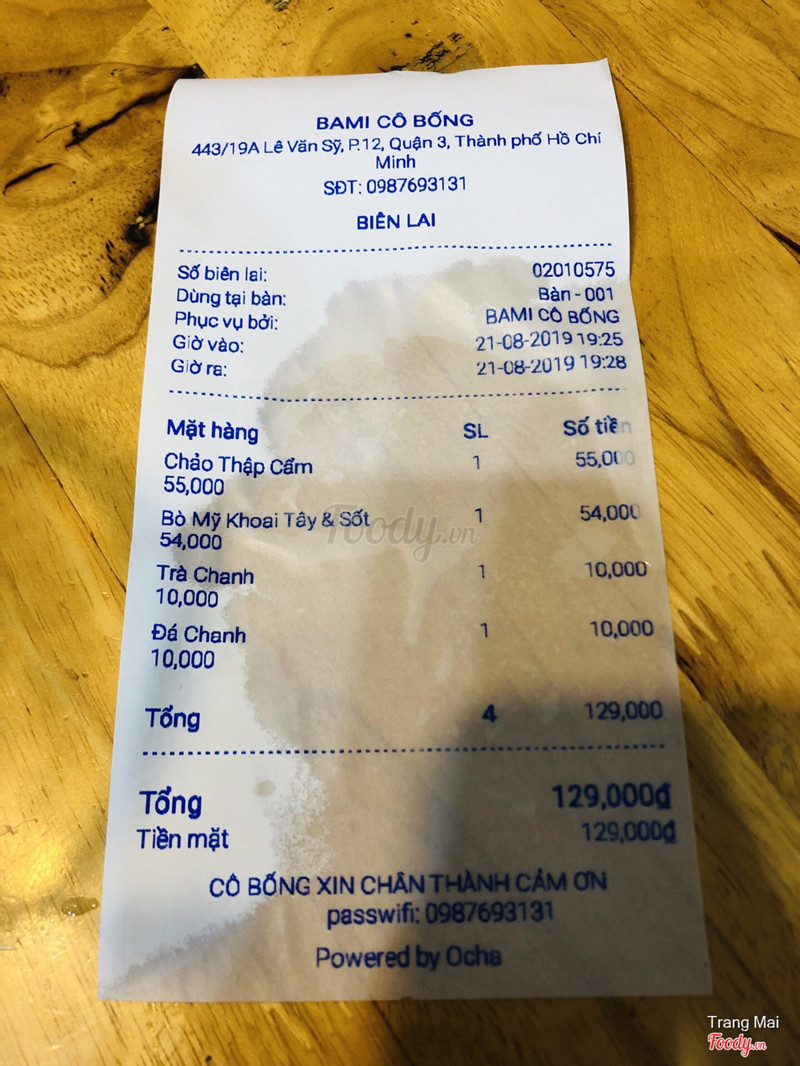 BAMI CÔ BỐNG
443/19A Lê Văn Sỹ, P.12, Quận 3, Thành phố Hồ Chí
Minh
SĐT: 0987693131
BIÊN LAI
Số biên lai: 02010575
Dùng tại bàn: Bàn - 001
Phục vụ bởi: BAMI CÔ BỐNG
Giờ vào: 21-08-2019 19:25
Giờ ra: 21-08-2019 19:28
Mặt hàng SL Số tiền
Chảo Thập Cẩm 1 55,000
55,000
Bò Mỹ Khoai Tây & Sốt 1 54,000
54,000
Trà Chanh 1 10,000
10,000
Đá Chanh 1 10,000
10,000
Tổng 4 129,000
Tổng 129,000₫
Tiền mặt 129,000₫
CÔ BỐNG XIN CHÂN THÀNH CẢM ƠN
passwifi: 0987693131
Powered by Ocha
Foody.vn
Trang Mai
Foody.vn